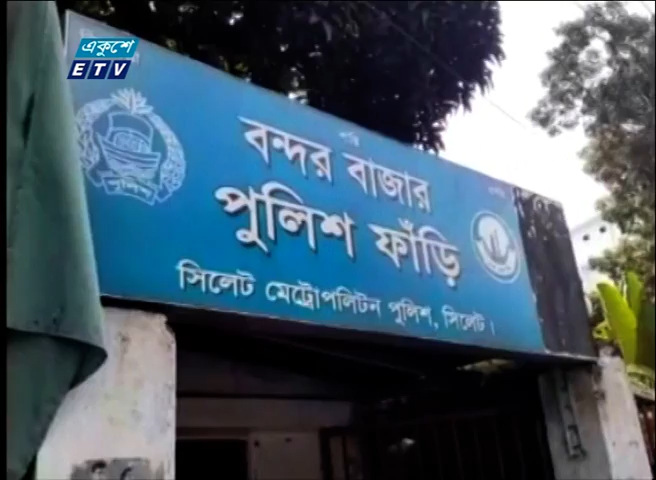 একুশে
ETV
বন্দর বাজার
পুলিশ ফাঁড়ি
সিলেট মেট্রোপলিটন পুলিশ, সিলেট।